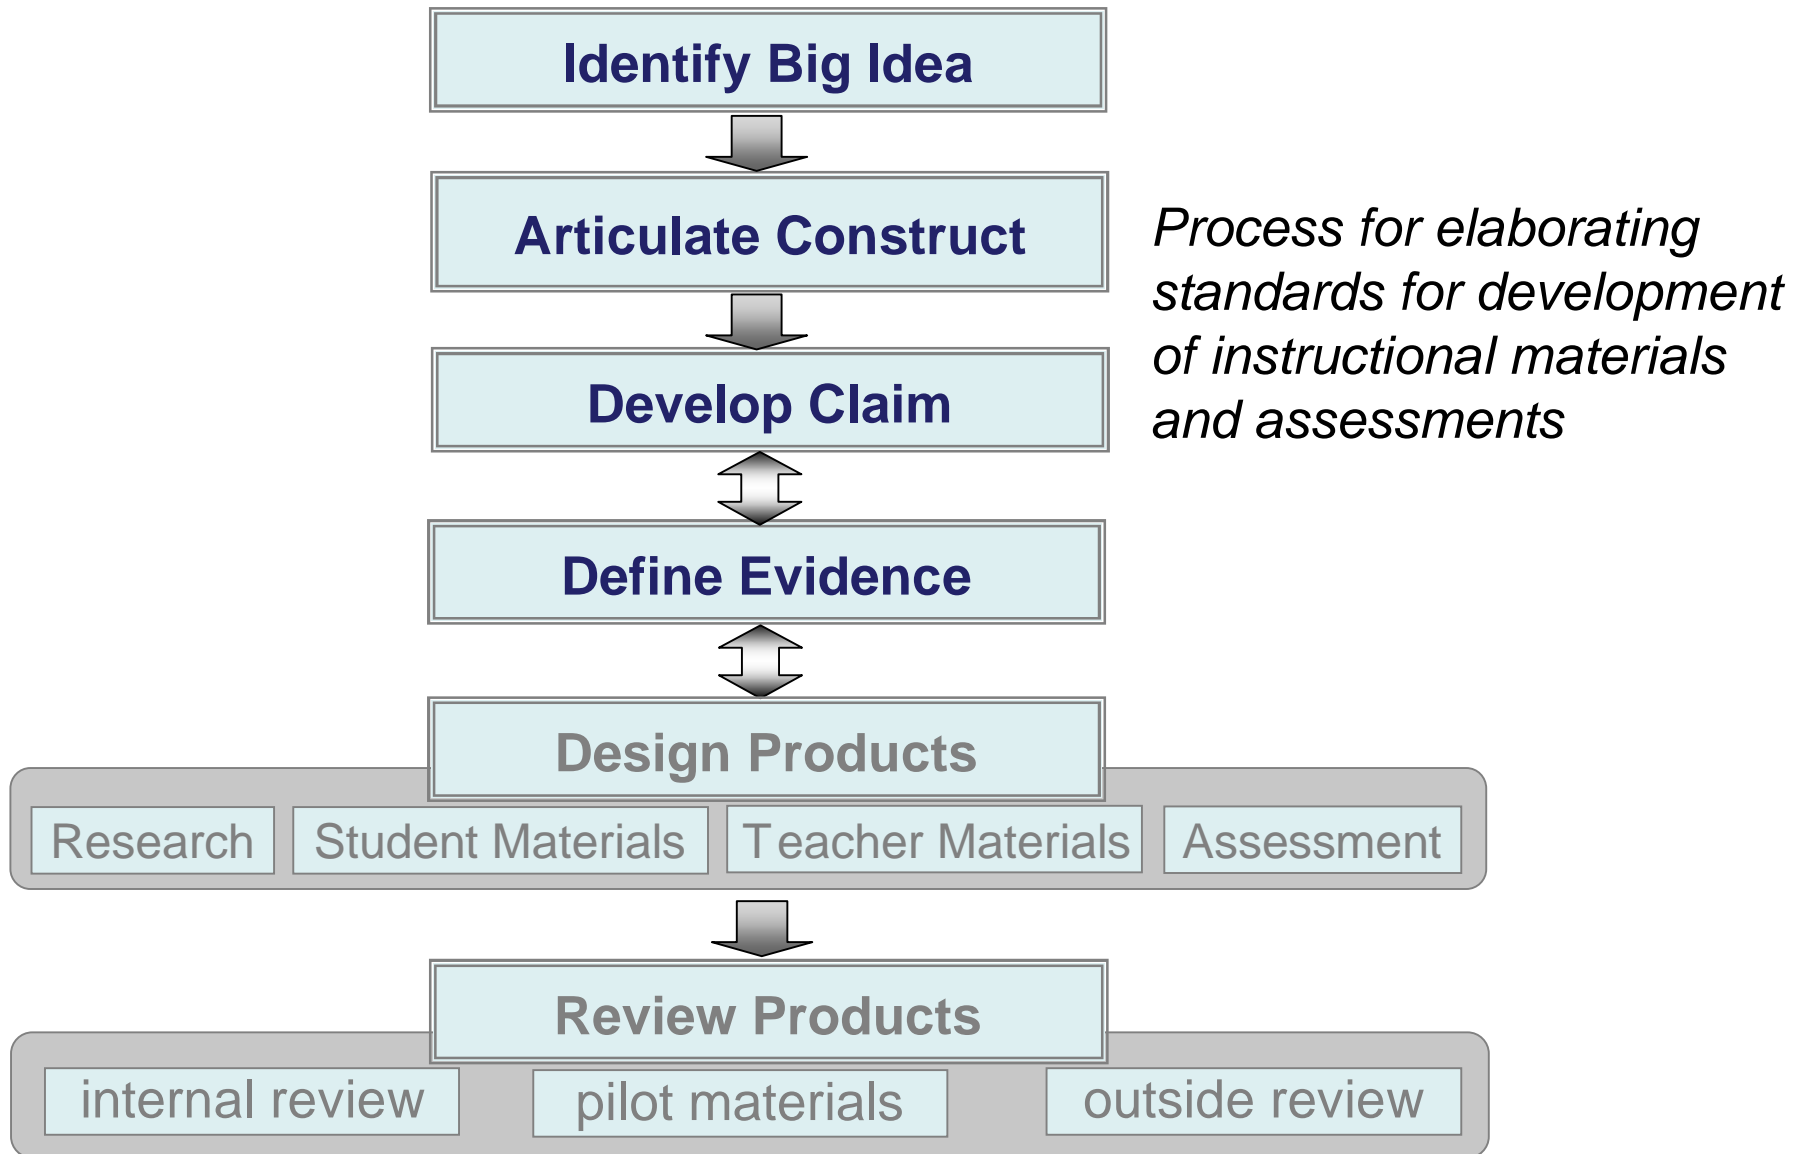 Identify Big Idea
Articulate Construct
Process for elaborating
standards for development
of instructional materials
and assessments
Develop Claim
Define Evidence
Design Products
Research
Student Materials
Teacher Materials
Assessment
Review Products
internal review
pilot materials
outside review